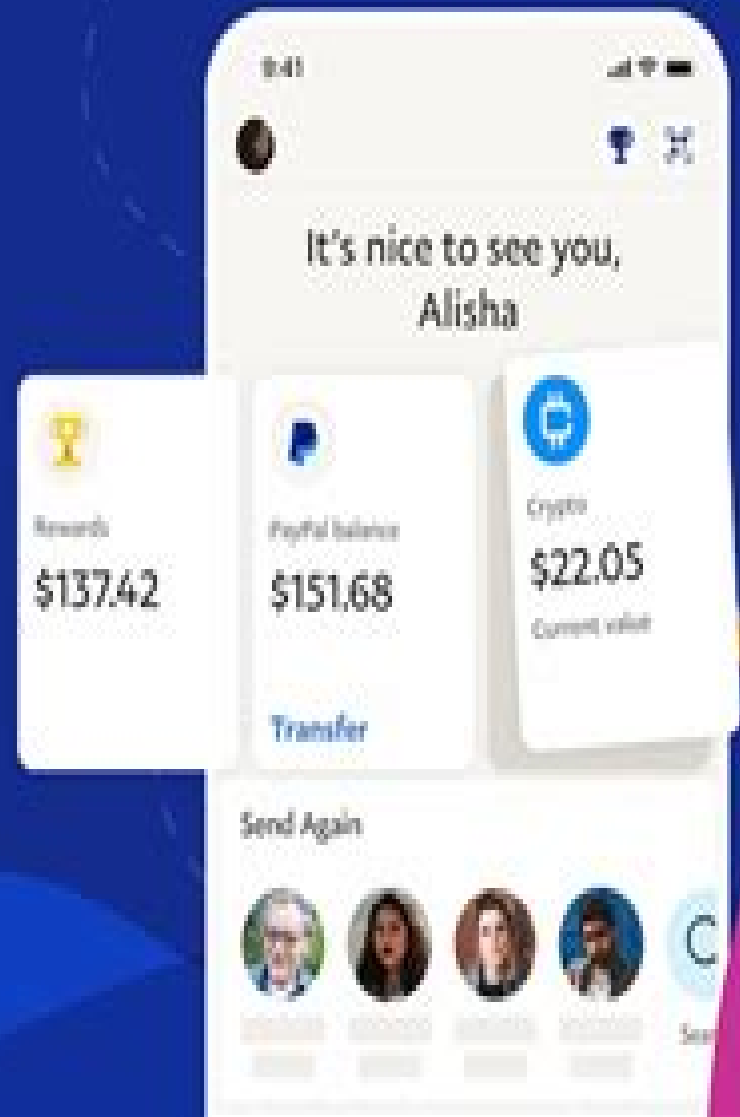 9:41
It's nice to see you,
Alisha
Rewards
$137.42
PayPal balance
$151.68
Transfer
Crypto
$22.05
Current value
Send Again